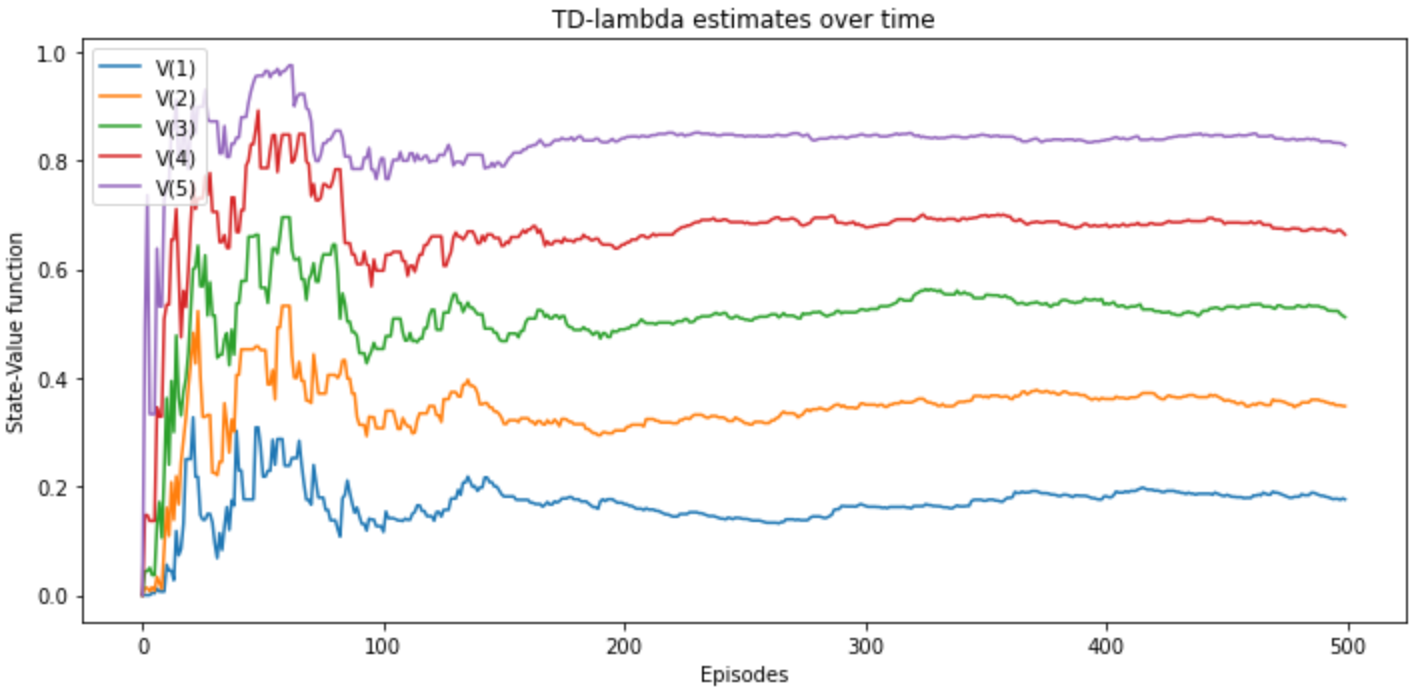 TD-lambda estimates over time
V(1)
V(2)
V(3)
V(4)
V(5)
1.0
0.8
0.6
0.4
0.2
0.0
State-Value function
0 100 200 300 400 500
Episodes